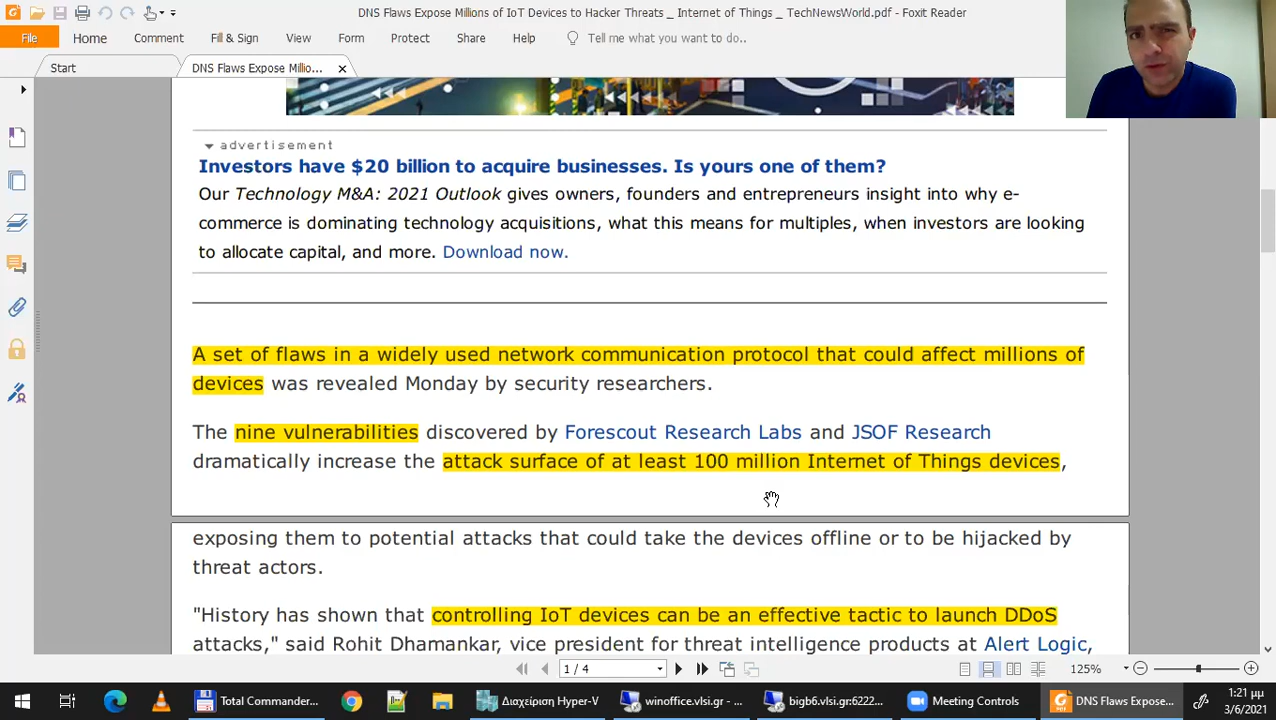 DNS Flaws Expose Millions of IoT Devices to Hacker Threats _ Internet of Things _ TechNewsWorld.pdf - Foxit Reader
File Home Comment Fill & Sign View Form Protect Share Help Tell me what you want to do..
Start DNS Flaws Expose Millio...
advertisement
Investors have $20 billion to acquire businesses. Is yours one of them?
Our Technology M&A: 2021 Outlook gives owners, founders and entrepreneurs insight into why e-
commerce is dominating technology acquisitions, what this means for multiples, when investors are looking
to allocate capital, and more. Download now.
A set of flaws in a widely used network communication protocol that could affect millions of
devices was revealed Monday by security researchers.
The nine vulnerabilities discovered by Forescout Research Labs and JSOF Research
dramatically increase the attack surface of at least 100 million Internet of Things devices,
exposing them to potential attacks that could take the devices offline or to be hijacked by
threat actors.
"History has shown that controlling IoT devices can be an effective tactic to launch DDoS
attacks," said Rohit Dhamankar, vice president for threat intelligence products at Alert Logic,
1 / 4 125%
Total Commander... Διαχείριση Hyper-V winoffice.vlsi.gr - ... bigb6.vlsi.gr:6222... Meeting Controls DNS Flaws Expose... 1:21 μμ
3/6/2021